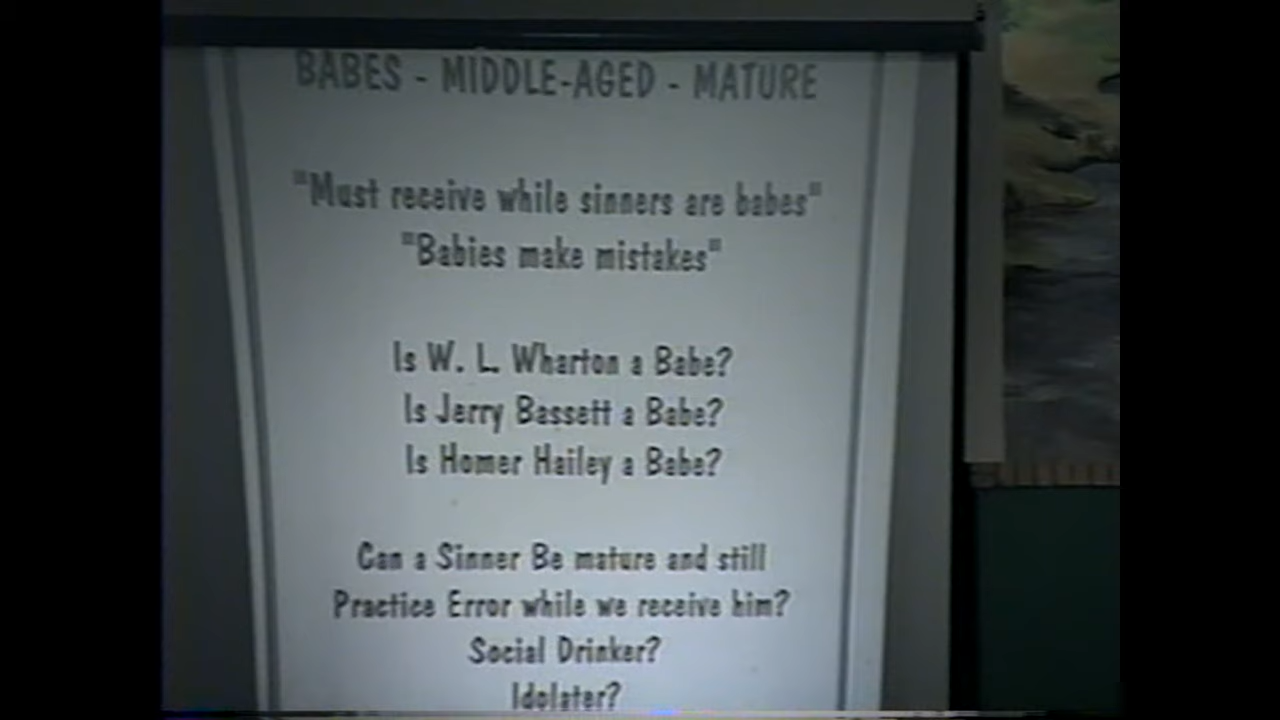 BABES - MIDDLE-AGED - MATURE
"Must receive while sinners are babes"
"Babies make mistakes"
Is W. L. Wharton a Babe?
Is Jerry Bassett a Babe?
Is Homer Hailey a Babe?
Can a Sinner Be mature and still
Practice Error while we receive him?
Social Drinker?
Idolater?